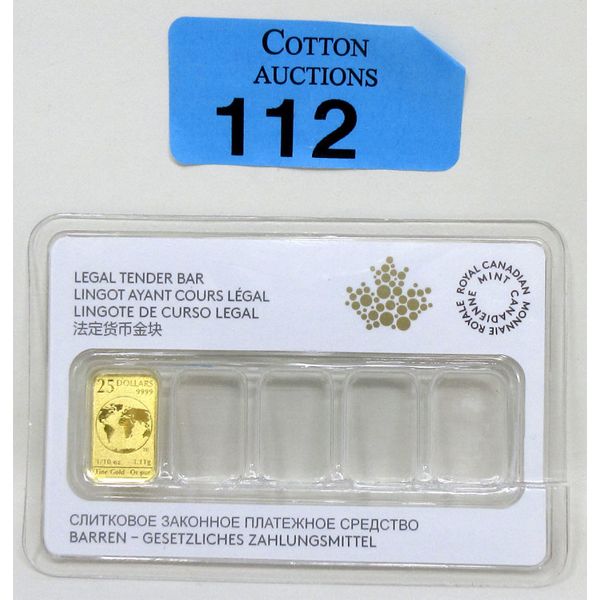 COTTON
AUCTIONS
112
LEGAL TENDER BAR
LINGOT AYANT COURS LÉGAL
LINGOTE DE CURSO LEGAL
法定货币金块
ROYAL CANADIAN MINT
MONNAIE ROYALE CANADIENNE
25 DOLLARS
9999
1/10 oz. 3.11g
Fine Gold - Or pur
СЛИТКОВОЕ ЗАКОННОЕ ПЛАТЕЖНОЕ СРЕДСТВО
BARREN – GESETZLICHES ZAHLUNGSMITTEL